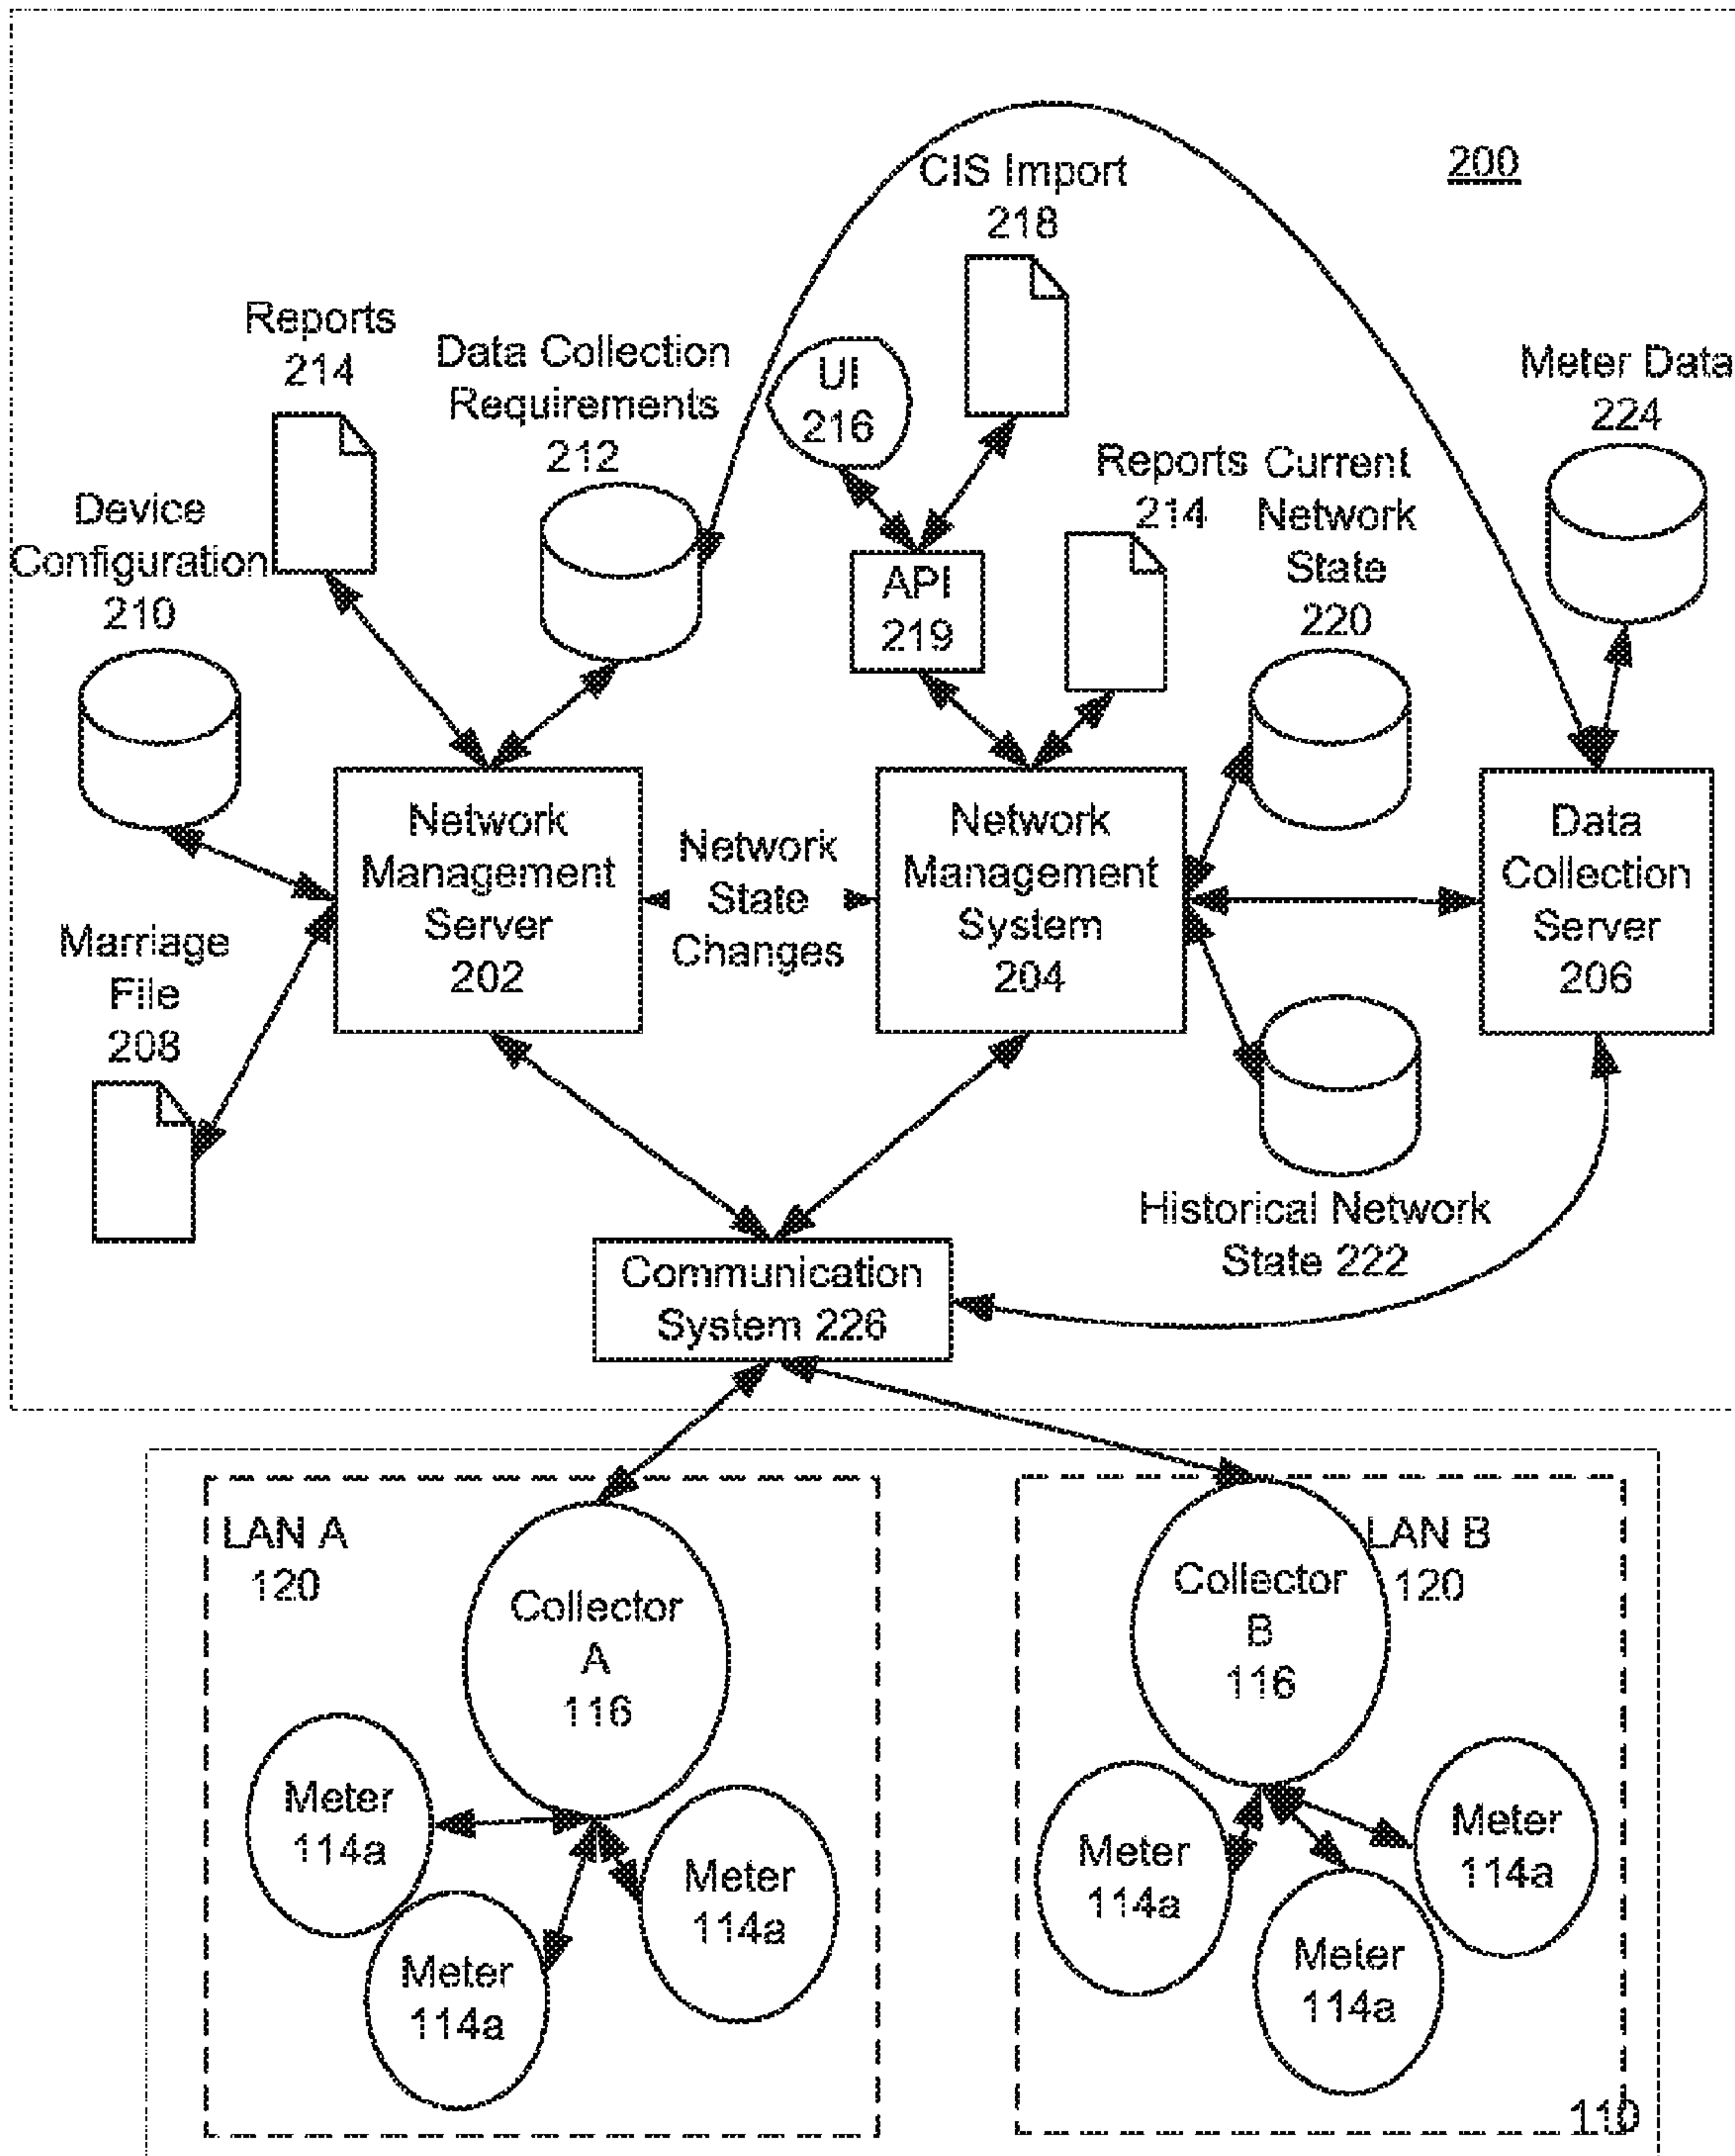 200
CIS Import
218
Reports
214
Data Collection
Requirements
212
UI
216
Meter Data
224
Device
Configuration
210
API
219
Reports
214
Current
Network
State
220
Network
Management
Server
202
Network
State
Changes
Network
Management
System
204
Data
Collection
Server
206
Marriage
File
208
Historical Network
State 222
Communication
System 226
LAN A
120
Collector
A
116
Meter
114a
Meter
114a
Meter
114a
LAN B
120
Collector
B
116
Meter
114a
Meter
114a
Meter
114a
110